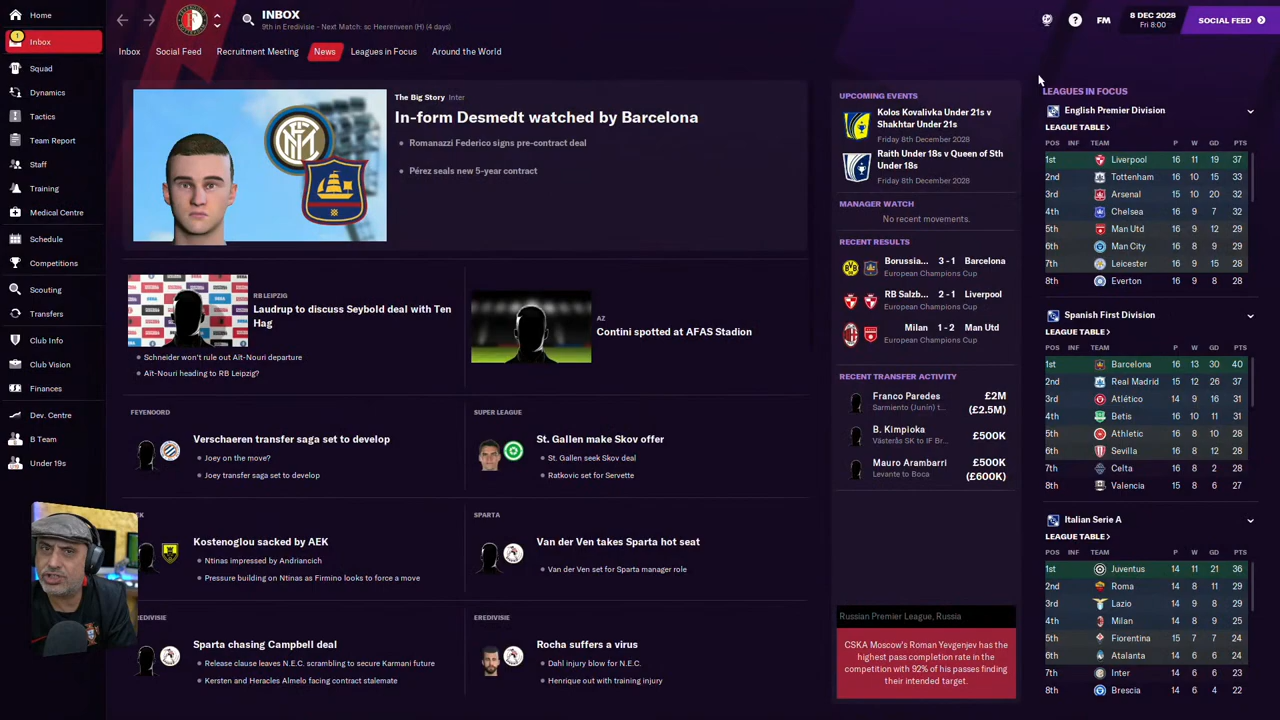 Home
INBOX
9th in Eredivisie - Next Match: sc Heerenveen (H) (4 days)
FM
8 DEC 2028
Fri 8:00
SOCIAL FEED
1
Inbox
Squad
Dynamics
Tactics
Team Report
Staff
Training
Medical Centre
Schedule
Competitions
Scouting
Transfers
Club Info
Club Vision
Finances
Dev. Centre
B Team
Under 19s
Inbox
Social Feed
Recruitment Meeting
News
Leagues in Focus
Around the World
The Big Story Inter
In-form Desmedt watched by Barcelona
Romanazzi Federico signs pre-contract deal
Pérez seals new 5-year contract
RB LEIPZIG
Laudrup to discuss Seybold deal with Ten
Hag
Schneider won't rule out Aït-Nouri departure
Aït-Nouri heading to RB Leipzig?
AZ
Contini spotted at AFAS Stadion
FEYENOORD
Verschaeren transfer saga set to develop
Joey on the move?
Joey transfer saga set to develop
SUPER LEAGUE
St. Gallen make Skov offer
St. Gallen seek Skov deal
Ratkovic set for Servette
Kostenoglou sacked by AEK
Ntinas impressed by Andriancich
Pressure building on Ntinas as Firmino looks to force a move
SPARTA
Van der Ven takes Sparta hot seat
Van der Ven set for Sparta manager role
Sparta chasing Campbell deal
Release clause leaves N.E.C. scrambling to secure Karmani future
Kersten and Heracles Almelo facing contract stalemate
EREDIVISIE
Rocha suffers a virus
Dahl injury blow for N.E.C.
Henrique out with training injury
UPCOMING EVENTS
Kolos Kovalivka Under 21s v
Shakhtar Under 21s
Friday 8th December 2028
Raith Under 18s v Queen of Sth
Under 18s
Friday 8th December 2028
MANAGER WATCH
No recent movements.
RECENT RESULTS
Borussia... 3 - 1 Barcelona
European Champions Cup
RB Salzb... 2 - 1 Liverpool
European Champions Cup
Milan 1 - 2 Man Utd
European Champions Cup
RECENT TRANSFER ACTIVITY
Franco Paredes £2M
Sarmiento (Junín) t... (£2.5M)
B. Kimpioka £500K
Västerås SK to IF Br...
Mauro Arambarri £500K
Levante to Boca (£600K)
Russian Premier League, Russia
CSKA Moscow's Roman Yevgenjev has the
highest pass completion rate in the
competition with 92% of his passes finding
their intended target.
LEAGUES IN FOCUS
English Premier Division
LEAGUE TABLE
POS INF TEAM P W GD PTS
1st Liverpool 16 11 19 37
2nd Tottenham 16 10 15 33
3rd Arsenal 16 10 20 32
4th Chelsea 16 9 7 32
5th Man Utd 16 9 12 29
6th Man City 16 8 9 29
7th Leicester 16 9 8 28
8th Everton 16 8 9 28
Spanish First Division
LEAGUE TABLE
POS INF TEAM P W GD PTS
1st Barcelona 16 13 30 40
2nd Real Madrid 15 12 26 37
3rd Atlético 14 9 16 31
4th Betis 16 10 11 31
5th Athletic 16 8 10 28
6th Sevilla 16 8 12 28
7th Celta 16 8 2 28
8th Valencia 15 8 6 27
Italian Serie A
LEAGUE TABLE
POS INF TEAM P W GD PTS
1st Juventus 14 11 21 36
2nd Roma 14 8 11 29
3rd Lazio 14 9 8 29
4th Milan 14 8 9 28
5th Fiorentina 15 7 7 24
6th Atalanta 14 6 8 24
7th Inter 14 6 6 23
8th Brescia 14 6 4 22